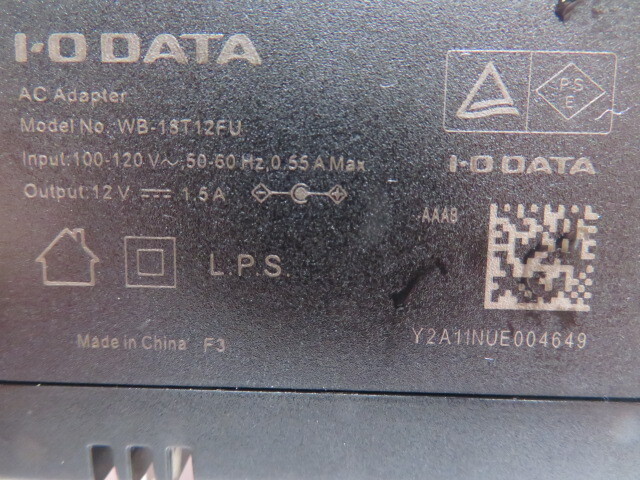 I-O DATA
AC Adapter
Model No.:WB-18T12FU
Input:100-120 V~,50-60 Hz,0.55 A Max
Output:12 V ⎓ 1.5 A
L.P.S.
Made in China F3
P S
E
I-O DATA
AAAB
Y2A11NUE004649